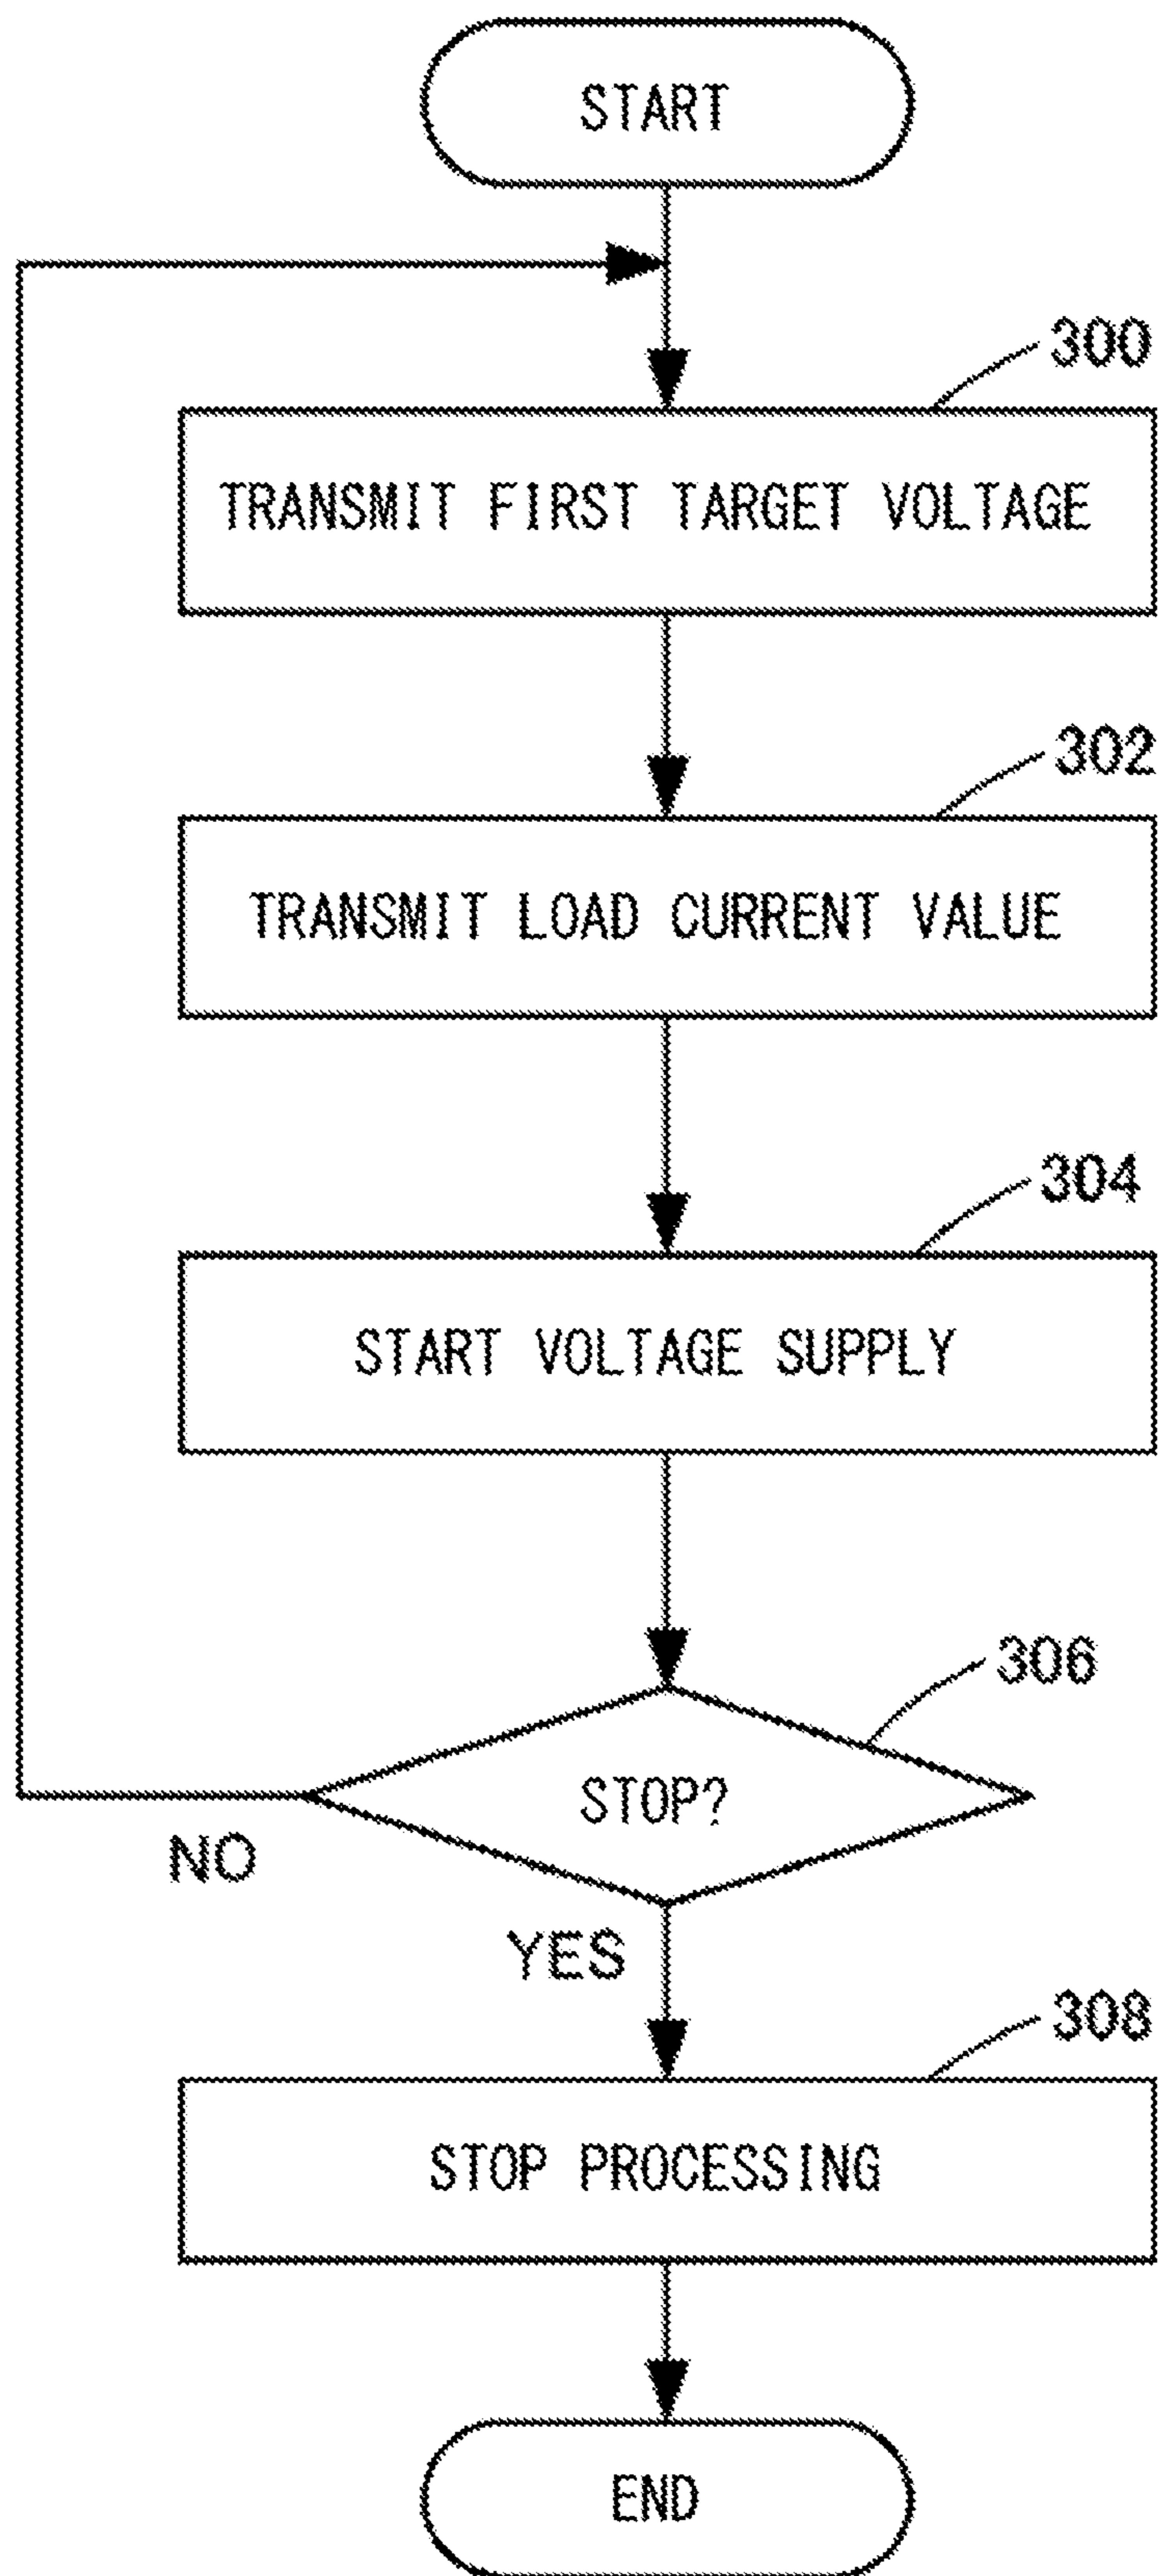 START
300
TRANSMIT FIRST TARGET VOLTAGE
302
TRANSMIT LOAD CURRENT VALUE
304
START VOLTAGE SUPPLY
306
STOP?
NO
YES
308
STOP PROCESSING
END